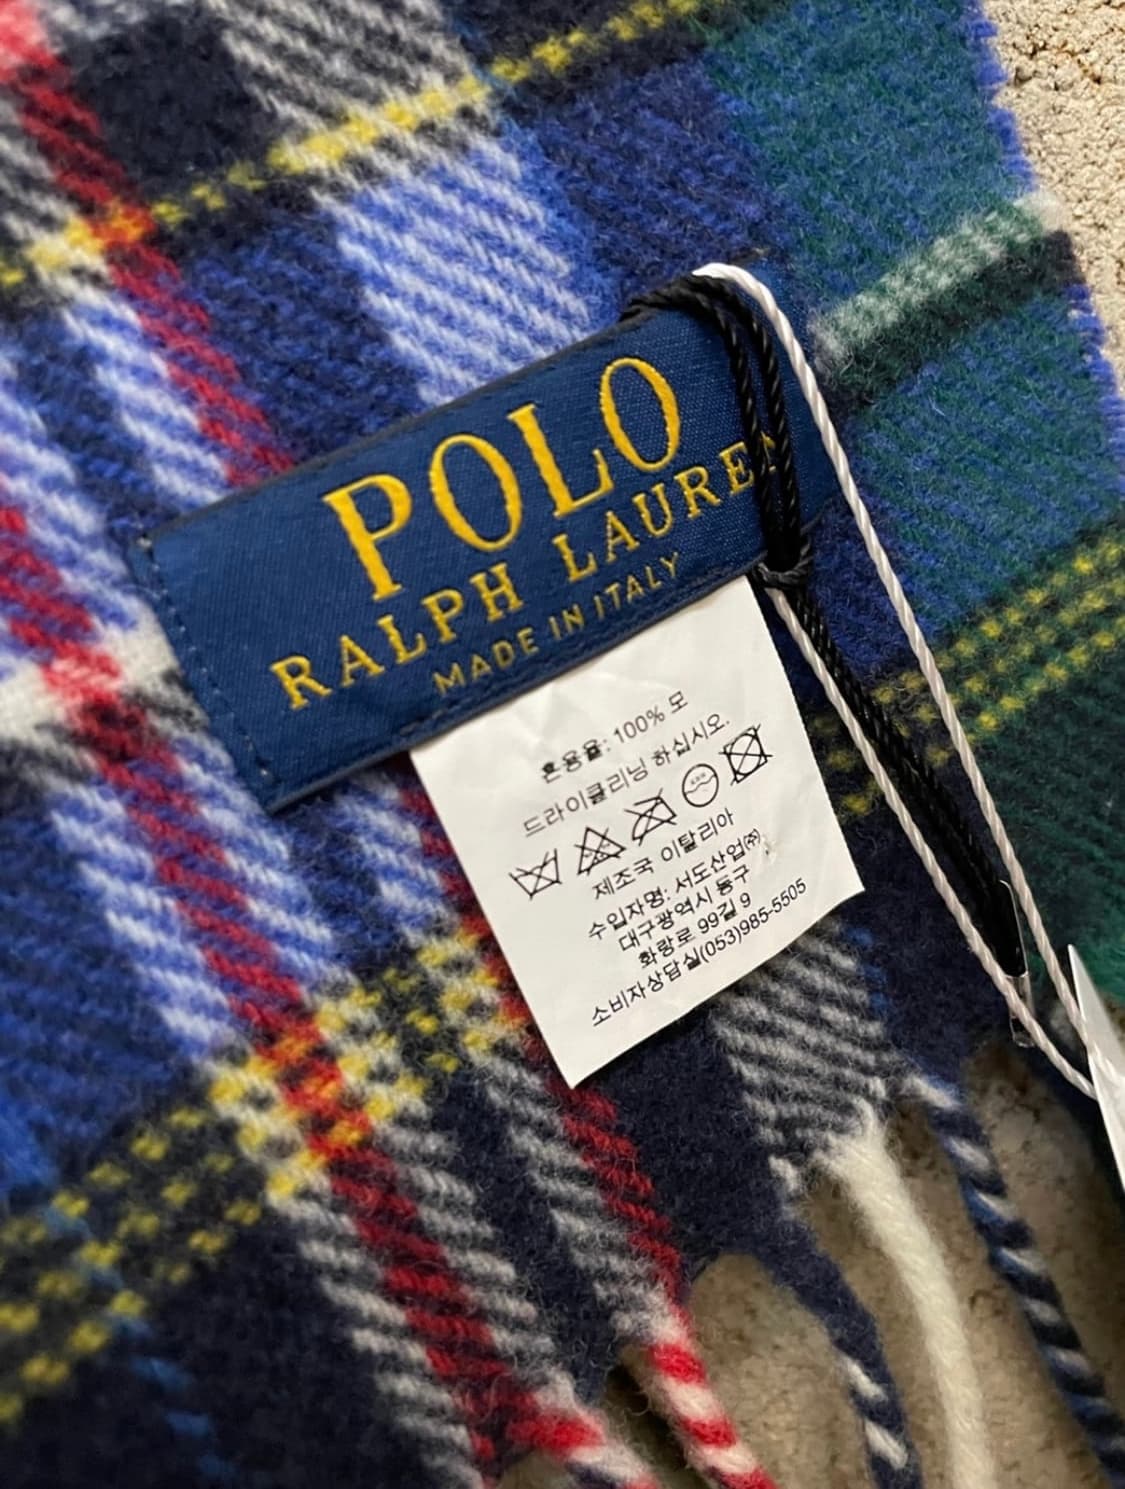 POLO
RALPH LAUREN
MADE IN ITALY
혼용율: 100% 모
드라이클리닝 하십시오.
제조국 이탈리아
수입자명: 서도산업㈜
대구광역시 동구
화랑로 99길 9
소비자상담실(053)985-5505